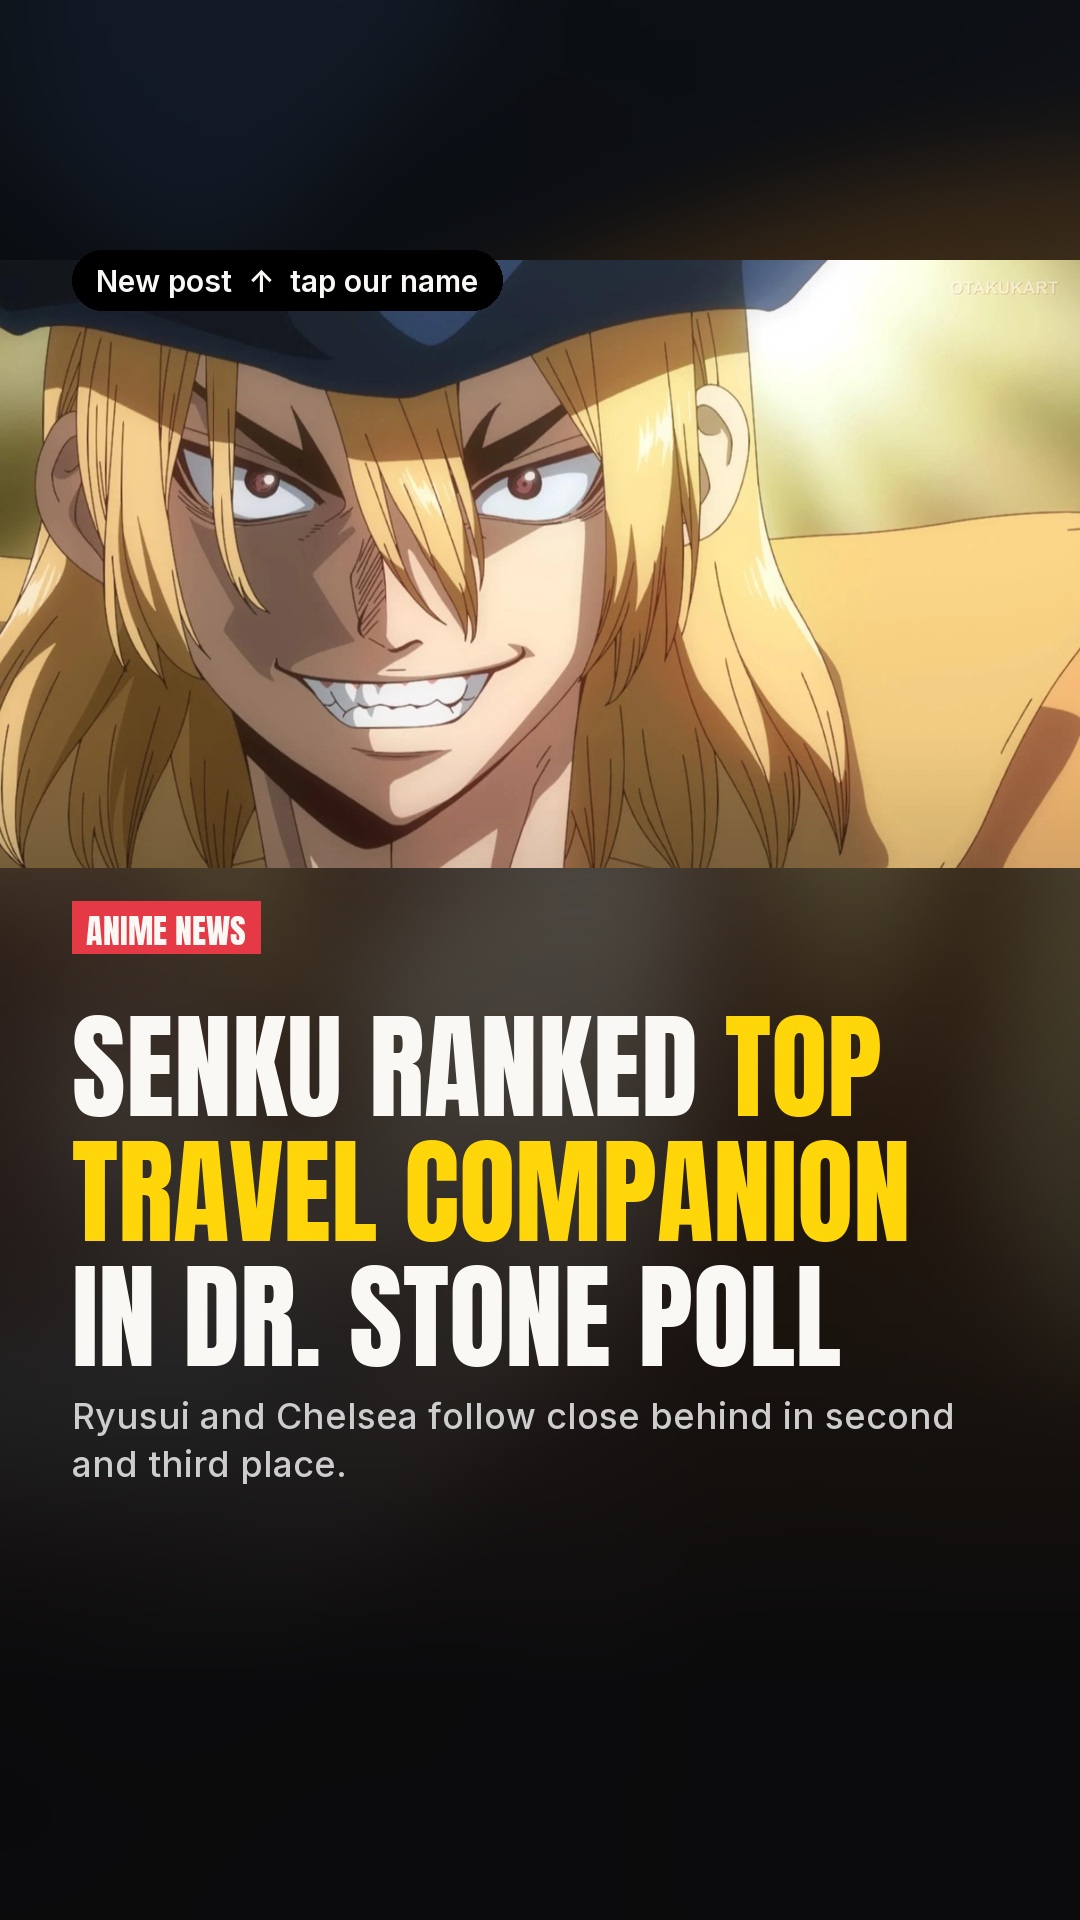 New post ↑ tap our name
OTAKUKART
ANIME NEWS
SENKU RANKED TOP
TRAVEL COMPANION
IN DR. STONE POLL
Ryusui and Chelsea follow close behind in second
and third place.